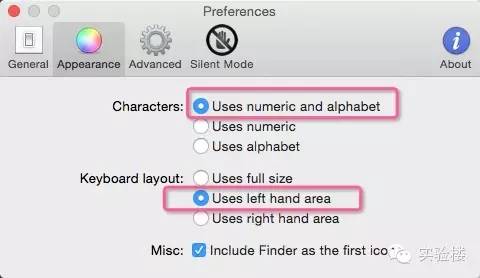 Preferences
General
Appearance
Advanced
Silent Mode
About
Characters: Uses numeric and alphabet
Uses numeric
Uses alphabet
Keyboard layout: Uses full size
Uses left hand area
Uses right hand area
Misc: Include Finder as the first ico
实验楼